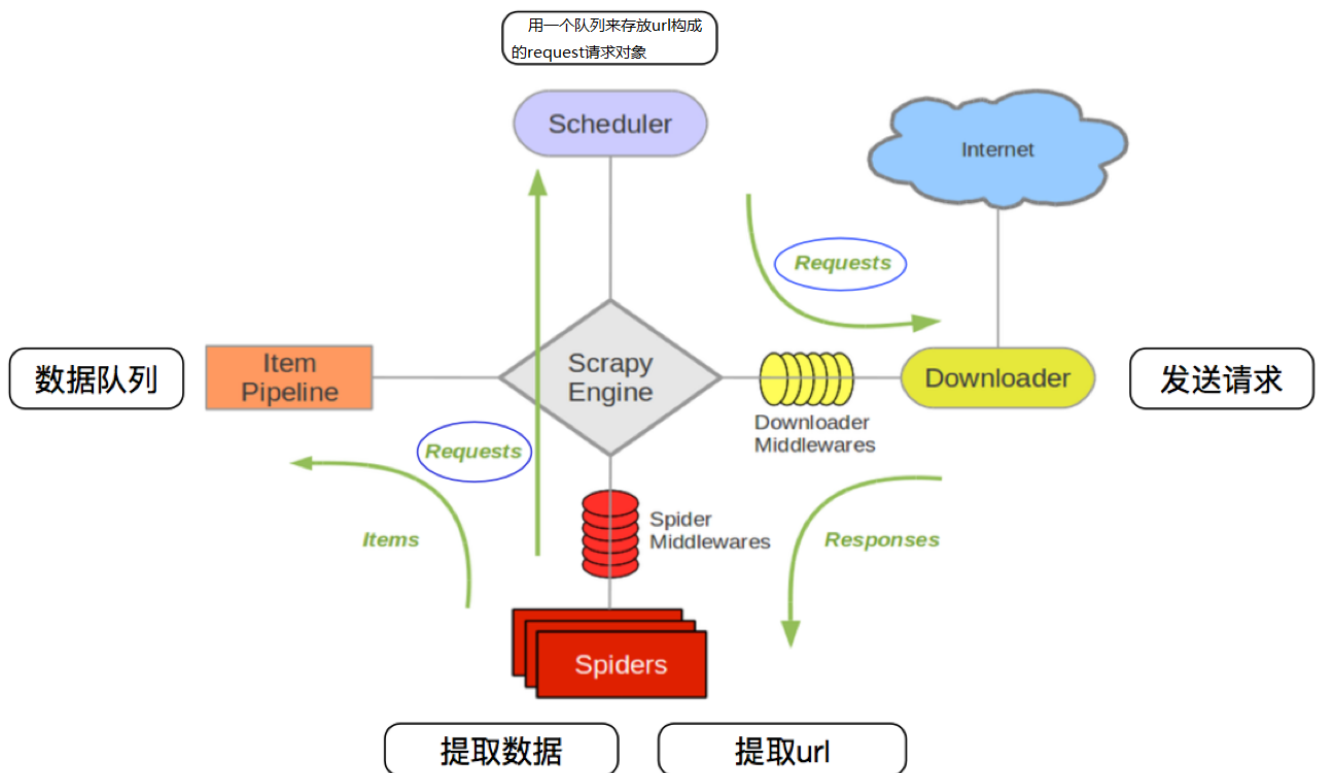 用一个队列来存放url构成
的request请求对象
Scheduler
Internet
Requests
数据队列
Item
Pipeline
Scrapy
Engine
Downloader
发送请求
Downloader
Middlewares
Requests
Items
Spider
Middlewares
Responses
Spiders
提取数据
提取url